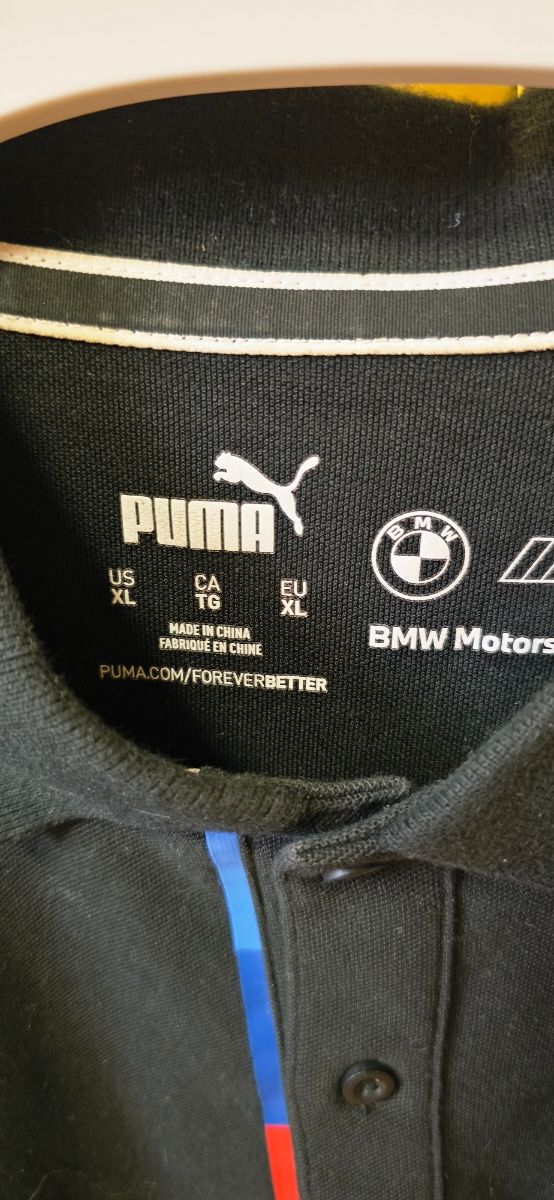 PUMA
US CA EU
XL TG XL
MADE IN CHINA
FABRIQUÉ EN CHINE
PUMA.COM/FOREVERBETTER
BMW
BMW Motors